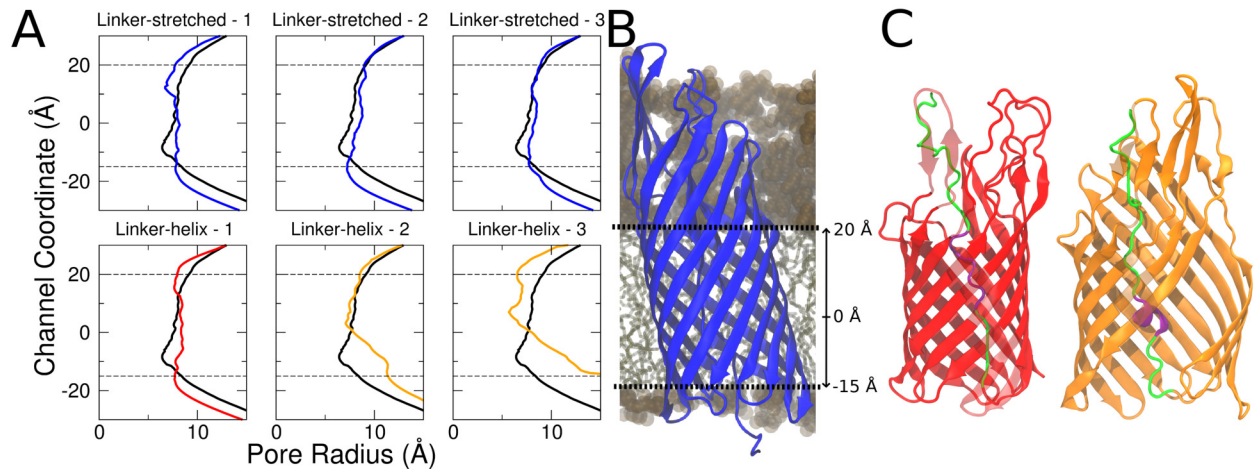 A
B
C
Linker-stretched - 1
Linker-stretched - 2
Linker-stretched - 3
20
0
-20
Linker-helix - 1
Linker-helix - 2
Linker-helix - 3
20
0
-20
0
10
0
10
0
10
Channel Coordinate (Å)
Pore Radius (Å)
20 Å
0 Å
-15 Å